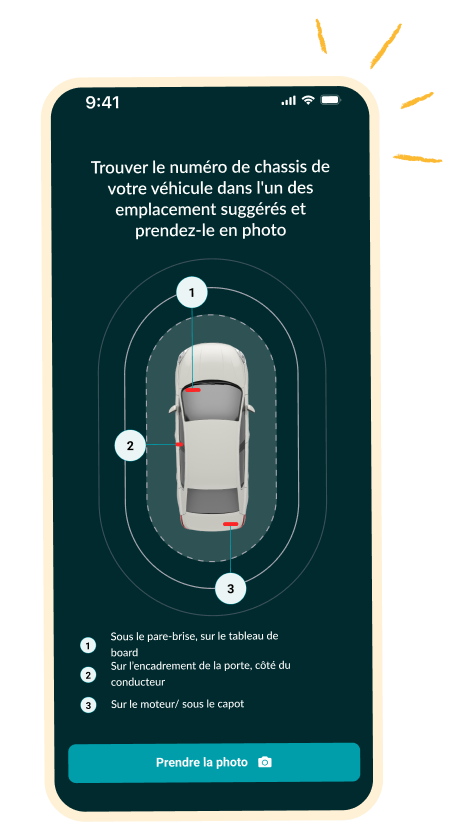 9:41
Trouver le numéro de chassis de
votre véhicule dans l'un des
emplacement suggérés et
prendez-le en photo
1
2
3
1 Sous le pare-brise, sur le tableau de
board
2 Sur l'encadrement de la porte, côté du
conducteur
3 Sur le moteur/ sous le capot
Prendre la photo